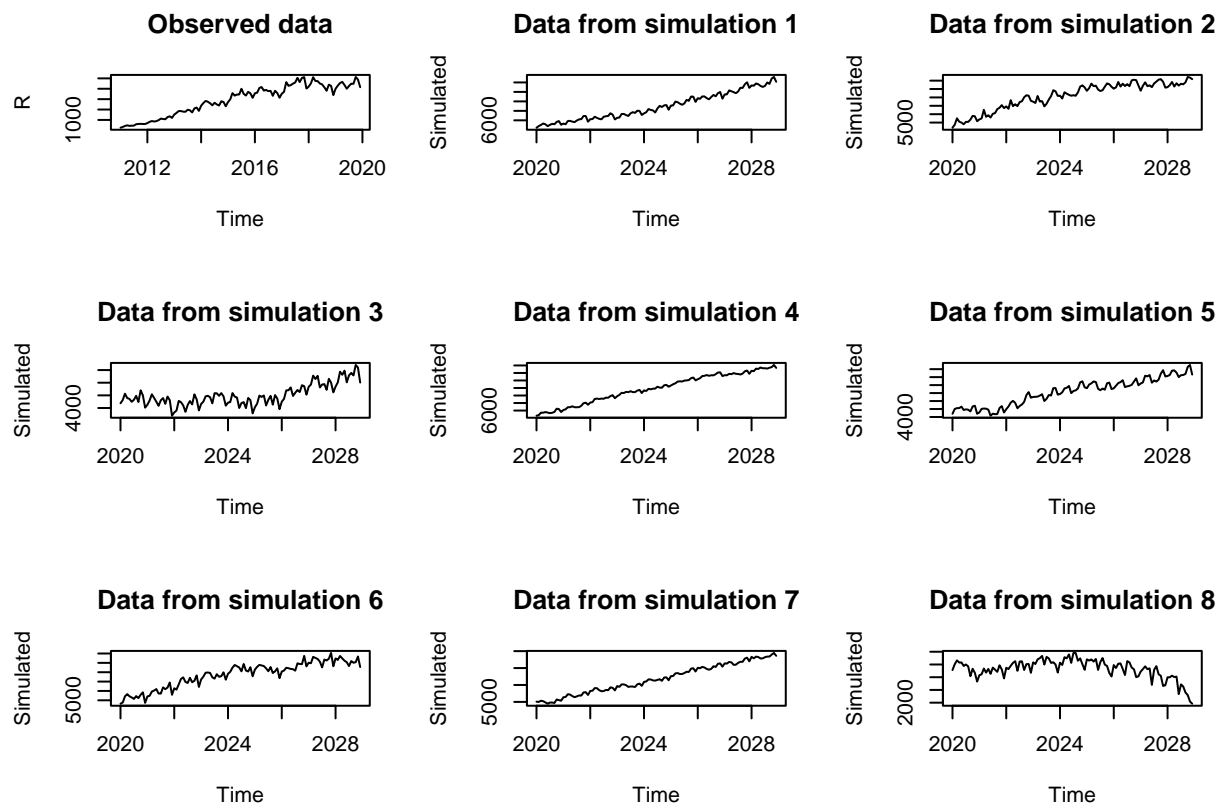 Observed data
R
1000
2012 2016 2020
Time
Data from simulation 1
Simulated
6000
2020 2024 2028
Time
Data from simulation 2
Simulated
5000
2020 2024 2028
Time
Data from simulation 3
Simulated
4000
2020 2024 2028
Time
Data from simulation 4
Simulated
6000
2020 2024 2028
Time
Data from simulation 5
Simulated
4000
2020 2024 2028
Time
Data from simulation 6
Simulated
5000
2020 2024 2028
Time
Data from simulation 7
Simulated
5000
2020 2024 2028
Time
Data from simulation 8
Simulated
2000
2020 2024 2028
Time